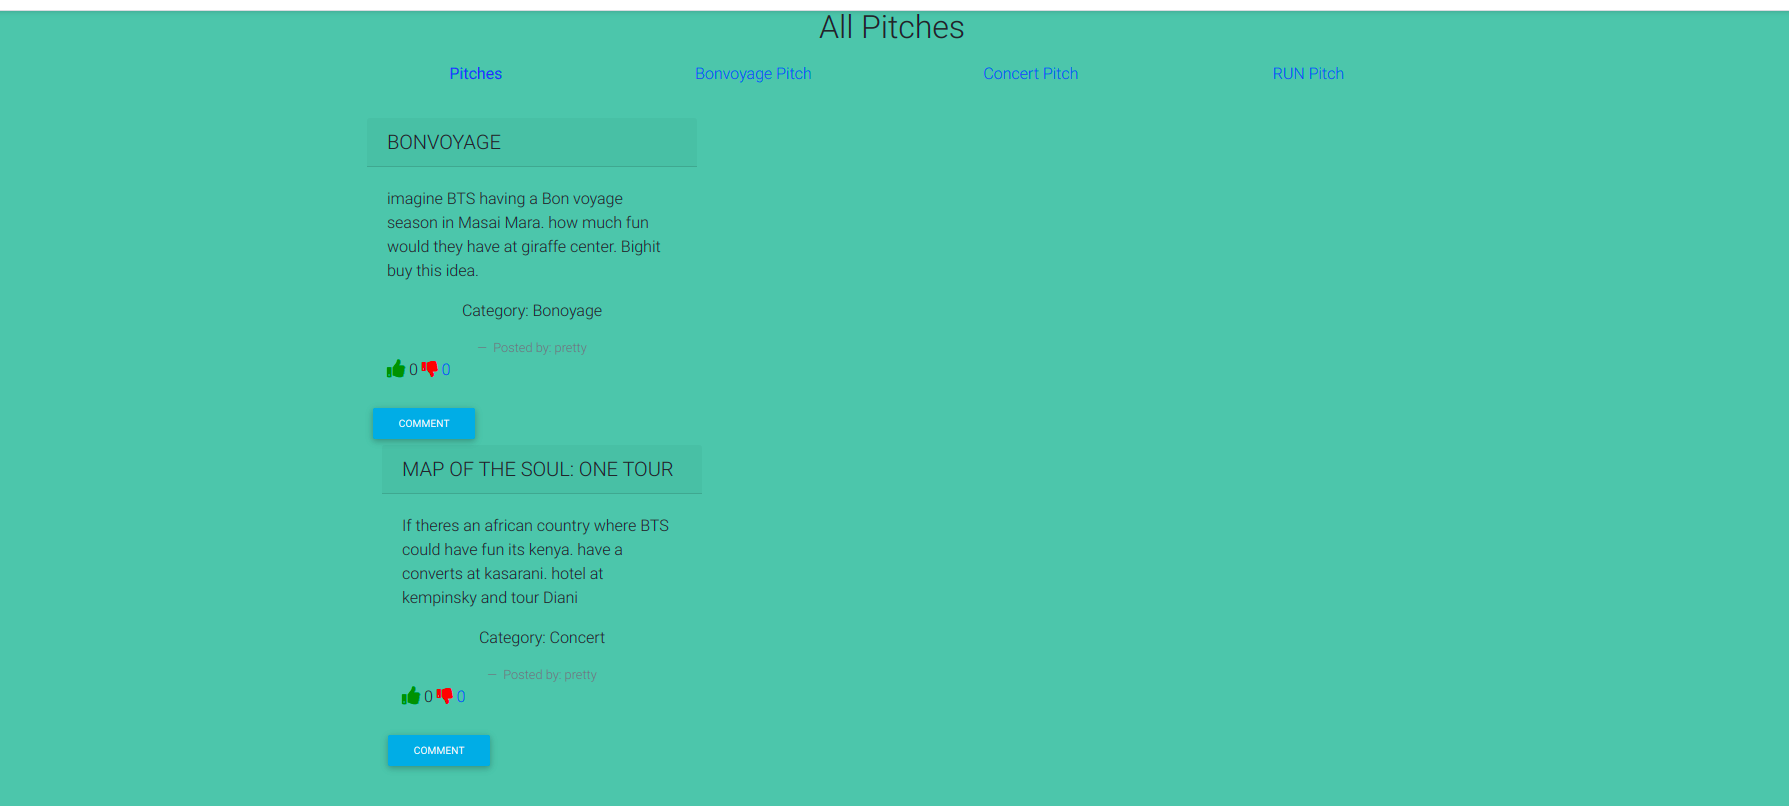 All Pitches
Pitches Bonvoyage Pitch Concert Pitch RUN Pitch
BONVOYAGE
imagine BTS having a Bon voyage
season in Masai Mara. how much fun
would they have at giraffe center. Bighit
buy this idea.
Category: Bonoyage
— Posted by: pretty
0 0
COMMENT
MAP OF THE SOUL: ONE TOUR
If theres an african country where BTS
could have fun its kenya. have a
converts at kasarani. hotel at
kempinsky and tour Diani
Category: Concert
— Posted by: pretty
0 0
COMMENT